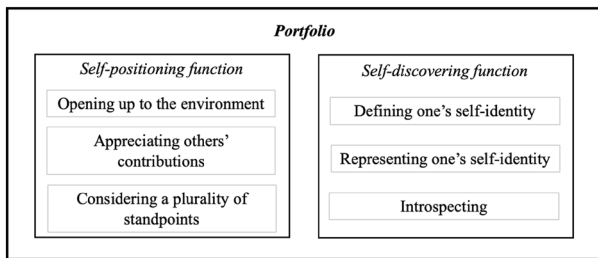 Portfolio
Self-positioning function
Opening up to the environment
Appreciating others’
contributions
Considering a plurality of
standpoints
Self-discovering function
Defining one’s self-identity
Representing one’s self-identity
Introspecting